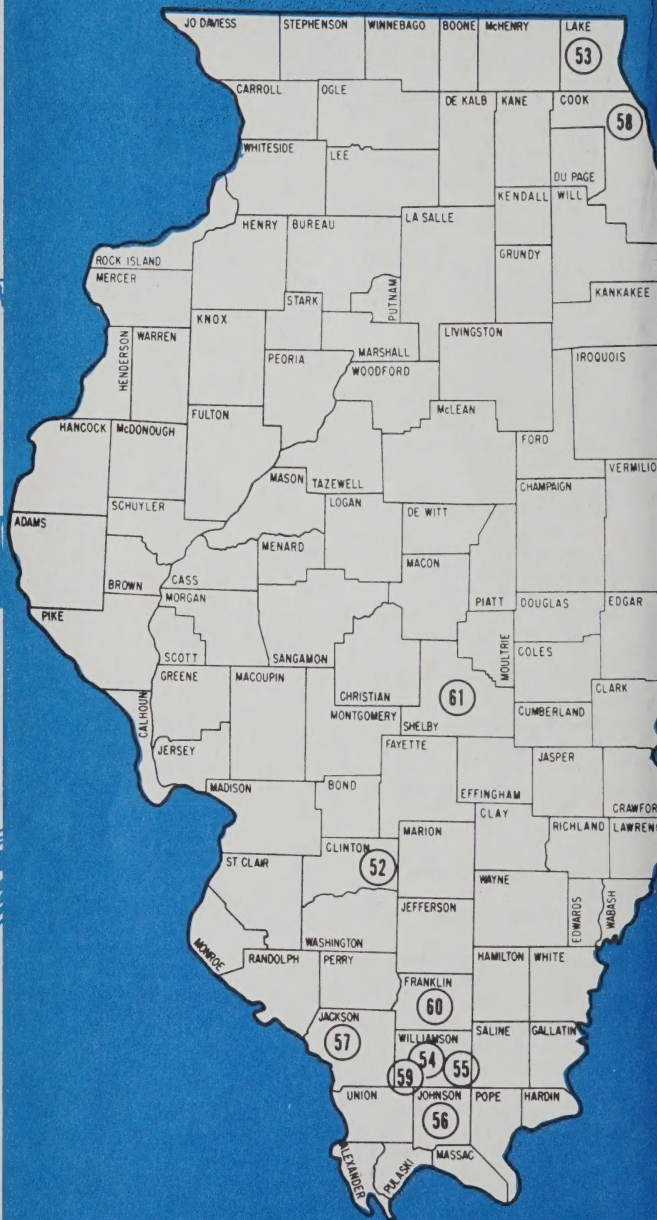 JO DAVIESS STEPHENSON WINNEBAGO BOONE McHENRY LAKE
53
CARROLL OGLE DE KALB KANE COOK
58
WHITESIDE LEE
DU PAGE
KENDALL WILL
HENRY BUREAU LA SALLE
GRUNDY
ROCK ISLAND
MERCER
STARK PUTNAM KANKAKEE
KNOX
HENDERSON WARREN LIVINGSTON
PEORIA MARSHALL IROQUOIS
WOODFORD
FULTON McLEAN
HANCOCK McDONOUGH FORD
VERMILIO
MASON TAZEWELL CHAMPAIGN
SCHUYLER LOGAN DE WITT
ADAMS
MENARD
MACON
BROWN CASS
MORGAN PIATT DOUGLAS EDGAR
PIKE
MOULTRIE COLES
SCOTT SANGAMON
GREENE MACOUPIN
CHRISTIAN 61 CLARK
CALHOUN MONTGOMERY CUMBERLAND
SHELBY
JERSEY FAYETTE JASPER
MADISON BOND EFFINGHAM
CLAY CRAWFOR
MARION RICHLAND LAWREN
CLINTON
ST CLAIR 52
WAYNE
JEFFERSON EDWARDS WABASH
WASHINGTON
MONROE RANDOLPH PERRY HAMILTON WHITE
FRANKLIN
60
JACKSON
57 WILLIAMSON SALINE GALLATIN
54
59 55
UNION JOHNSON POPE HARDIN
56
ALEXANDER PULASKI MASSAC